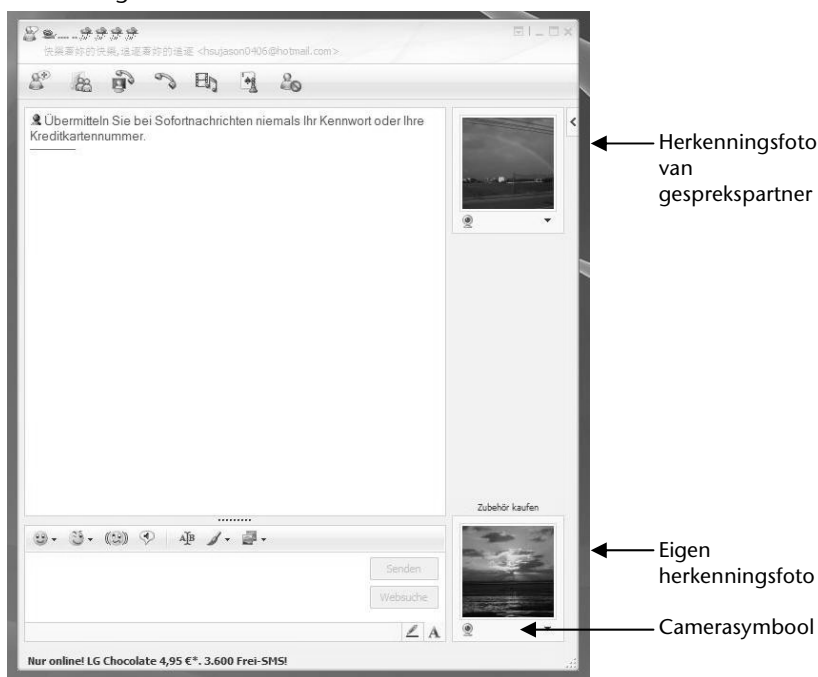 快樂著妳的快樂,追逐著妳的追逐 <hsujason0406@hotmail.com>
Übermitteln Sie bei Sofortnachrichten niemals Ihr Kennwort oder Ihre
Kreditkartennummer.
Herkenningsfoto
van
gesprekspartner
Zubehör kaufen
Senden
Websuche
Eigen
herkenningsfoto
Camerasymbool
Nur online! LG Chocolate 4,95 €*. 3.600 Frei-SMS!